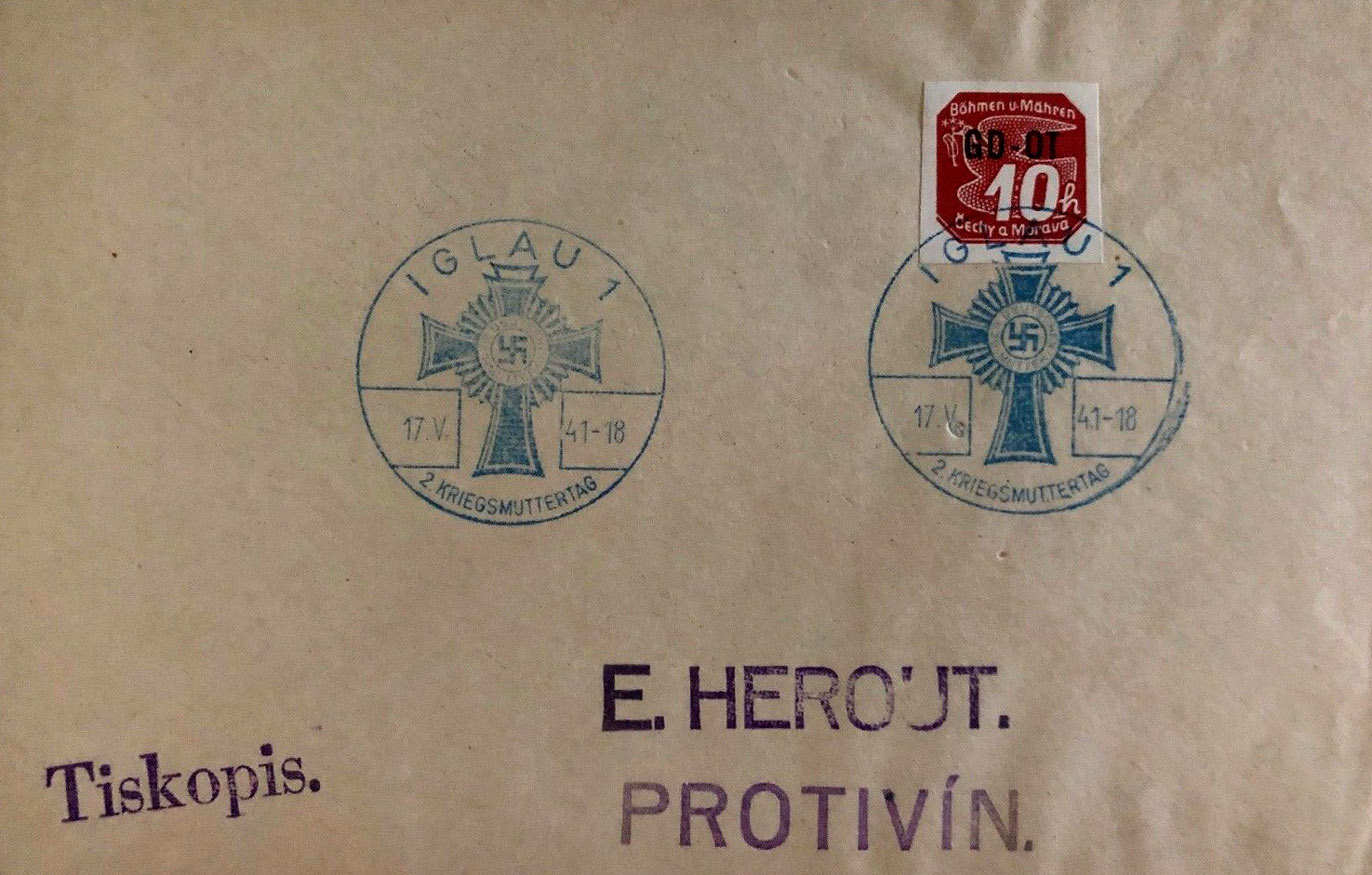 Böhmen u. Mähren
GD-OT
10h
Čechy a Morava
IGLAU 1
17.V.
41-18
2. KRIEGSMUTTERTAG
IGLAU 1
17.V.
41-18
2. KRIEGSMUTTERTAG
E. HEROUT.
PROTIVÍN.
Tiskopis.